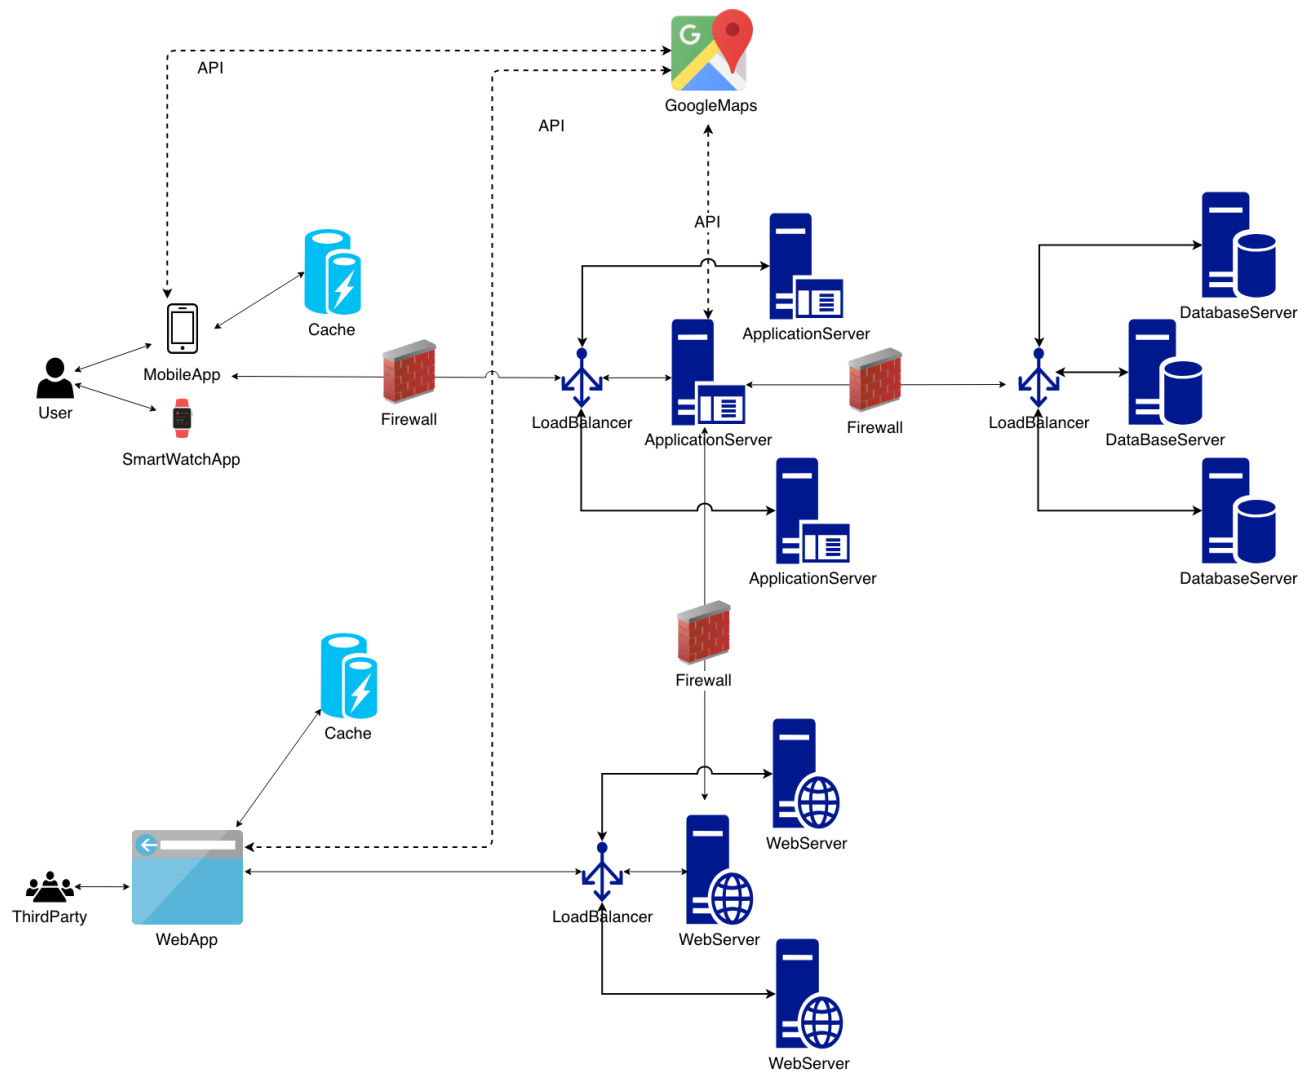 API
GoogleMaps
API
API
Cache
ApplicationServer
DatabaseServer
MobileApp
User
Firewall
LoadBalancer
ApplicationServer
Firewall
LoadBalancer
DataBaseServer
SmartWatchApp
ApplicationServer
DatabaseServer
Firewall
Cache
WebServer
ThirdParty
WebApp
LoadBalancer
WebServer
WebServer